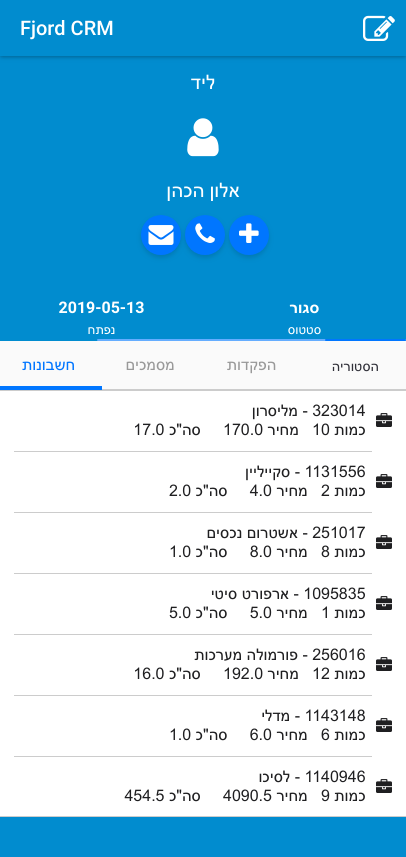 Fjord CRM
ליד
אלון הכהן
סגור 2019-05-13
סטטוס נפתח
הסטוריה הפקדות מסמכים חשבונות
323014 - מליסרון
כמות 10 מחיר 170.0 סה"כ 17.0
1131556 - סקייליין
כמות 2 מחיר 4.0 סה"כ 2.0
251017 - אשטרום נכסים
כמות 8 מחיר 8.0 סה"כ 1.0
1095835 - ארפורט סיטי
כמות 1 מחיר 5.0 סה"כ 5.0
256016 - פורמולה מערכות
כמות 12 מחיר 192.0 סה"כ 16.0
1143148 - מדלי
כמות 6 מחיר 6.0 סה"כ 1.0
1140946 - לסיכו
כמות 9 מחיר 4090.5 סה"כ 454.5